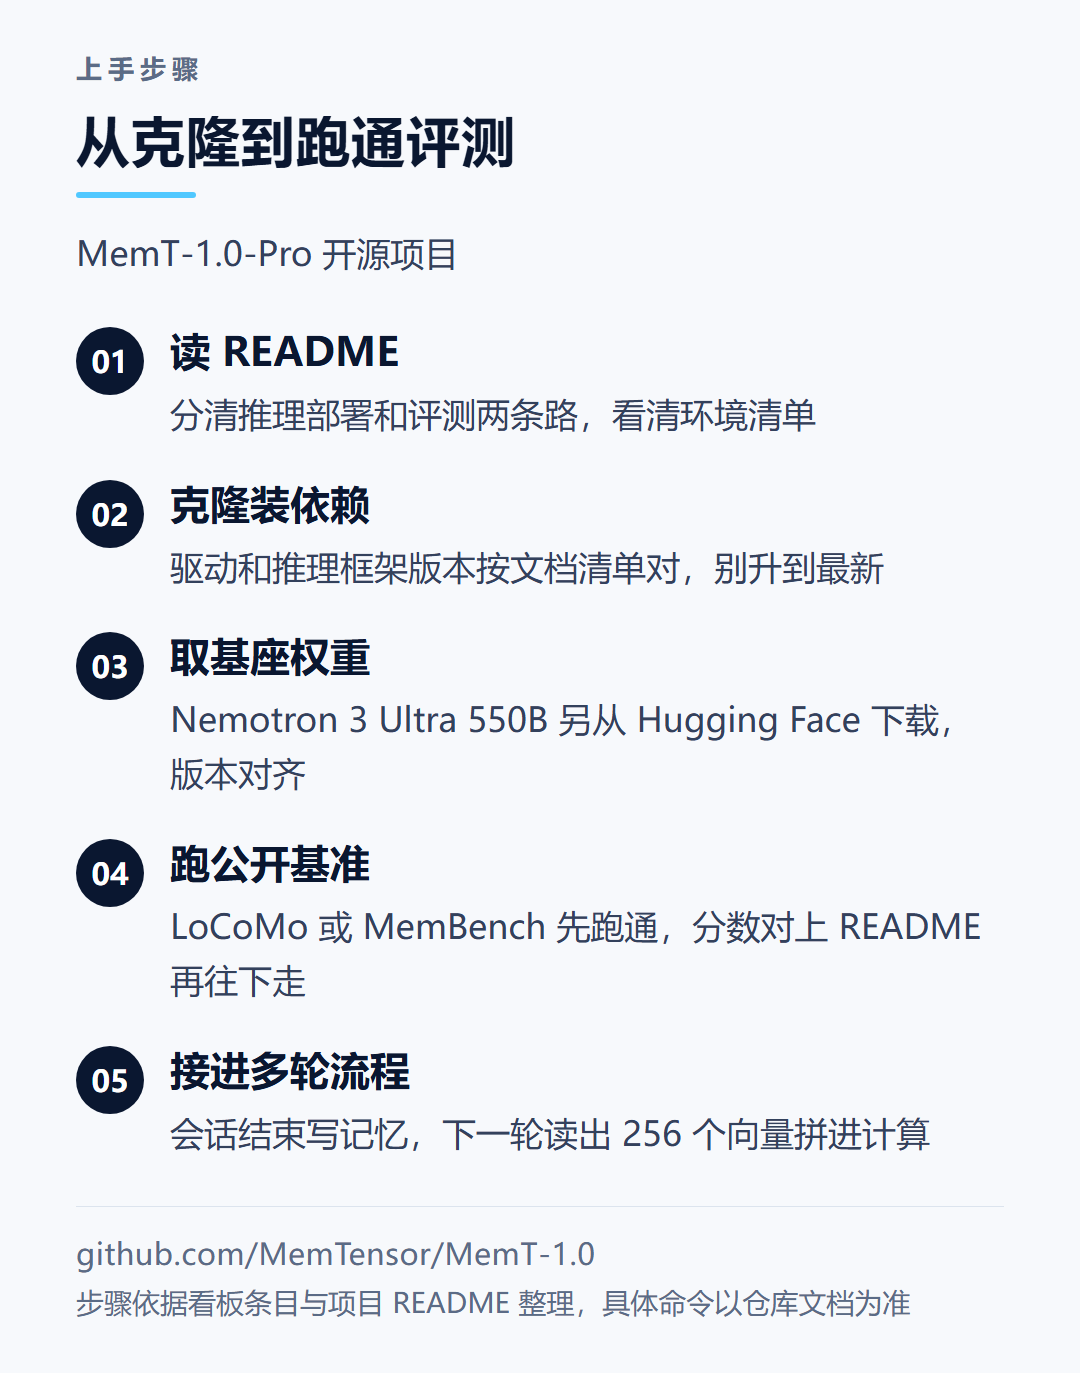 上手步骤
从克隆到跑通评测
MemT-1.0-Pro 开源项目
01
读 README
分清推理部署和评测两条路，看清环境清单
02
克隆装依赖
驱动和推理框架版本按文档清单对，别升到最新
03
取基座权重
Nemotron 3 Ultra 550B 另从 Hugging Face 下载，
版本对齐
04
跑公开基准
LoCoMo 或 MemBench 先跑通，分数对上 README
再往下走
05
接进多轮流程
会话结束写记忆，下一轮读出 256 个向量拼进计算
github.com/MemTensor/MemT-1.0
步骤依据看板条目与项目 README 整理，具体命令以仓库文档为准